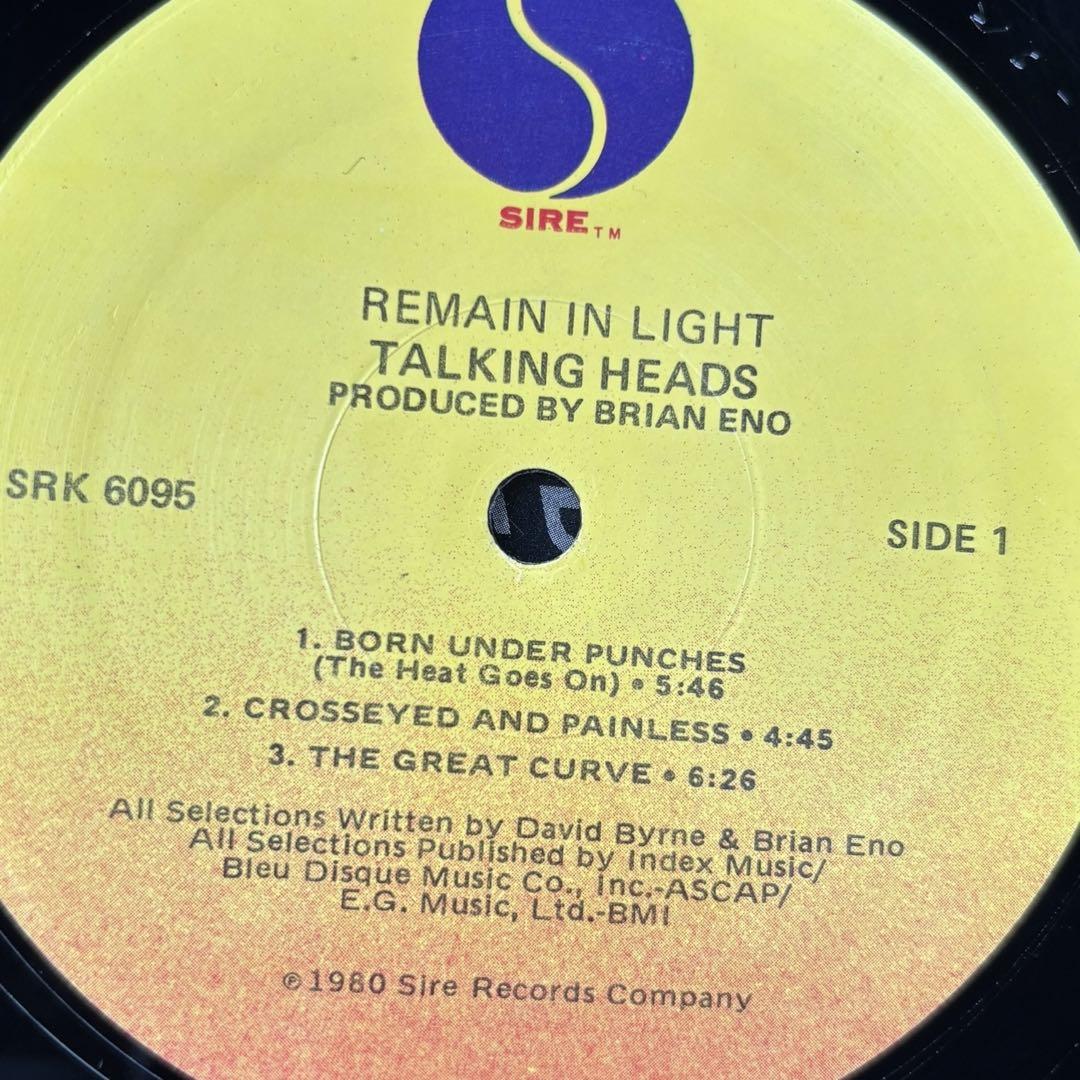 SIRE TM
REMAIN IN LIGHT
TALKING HEADS
PRODUCED BY BRIAN ENO
SRK 6095
SIDE 1
1. BORN UNDER PUNCHES
(The Heat Goes On) • 5:46
2. CROSSEYED AND PAINLESS • 4:45
3. THE GREAT CURVE • 6:26
All Selections Written by David Byrne & Brian Eno
All Selections Published by Index Music/
Bleu Disque Music Co., Inc.-ASCAP/
E.G. Music, Ltd.-BMI
℗1980 Sire Records Company